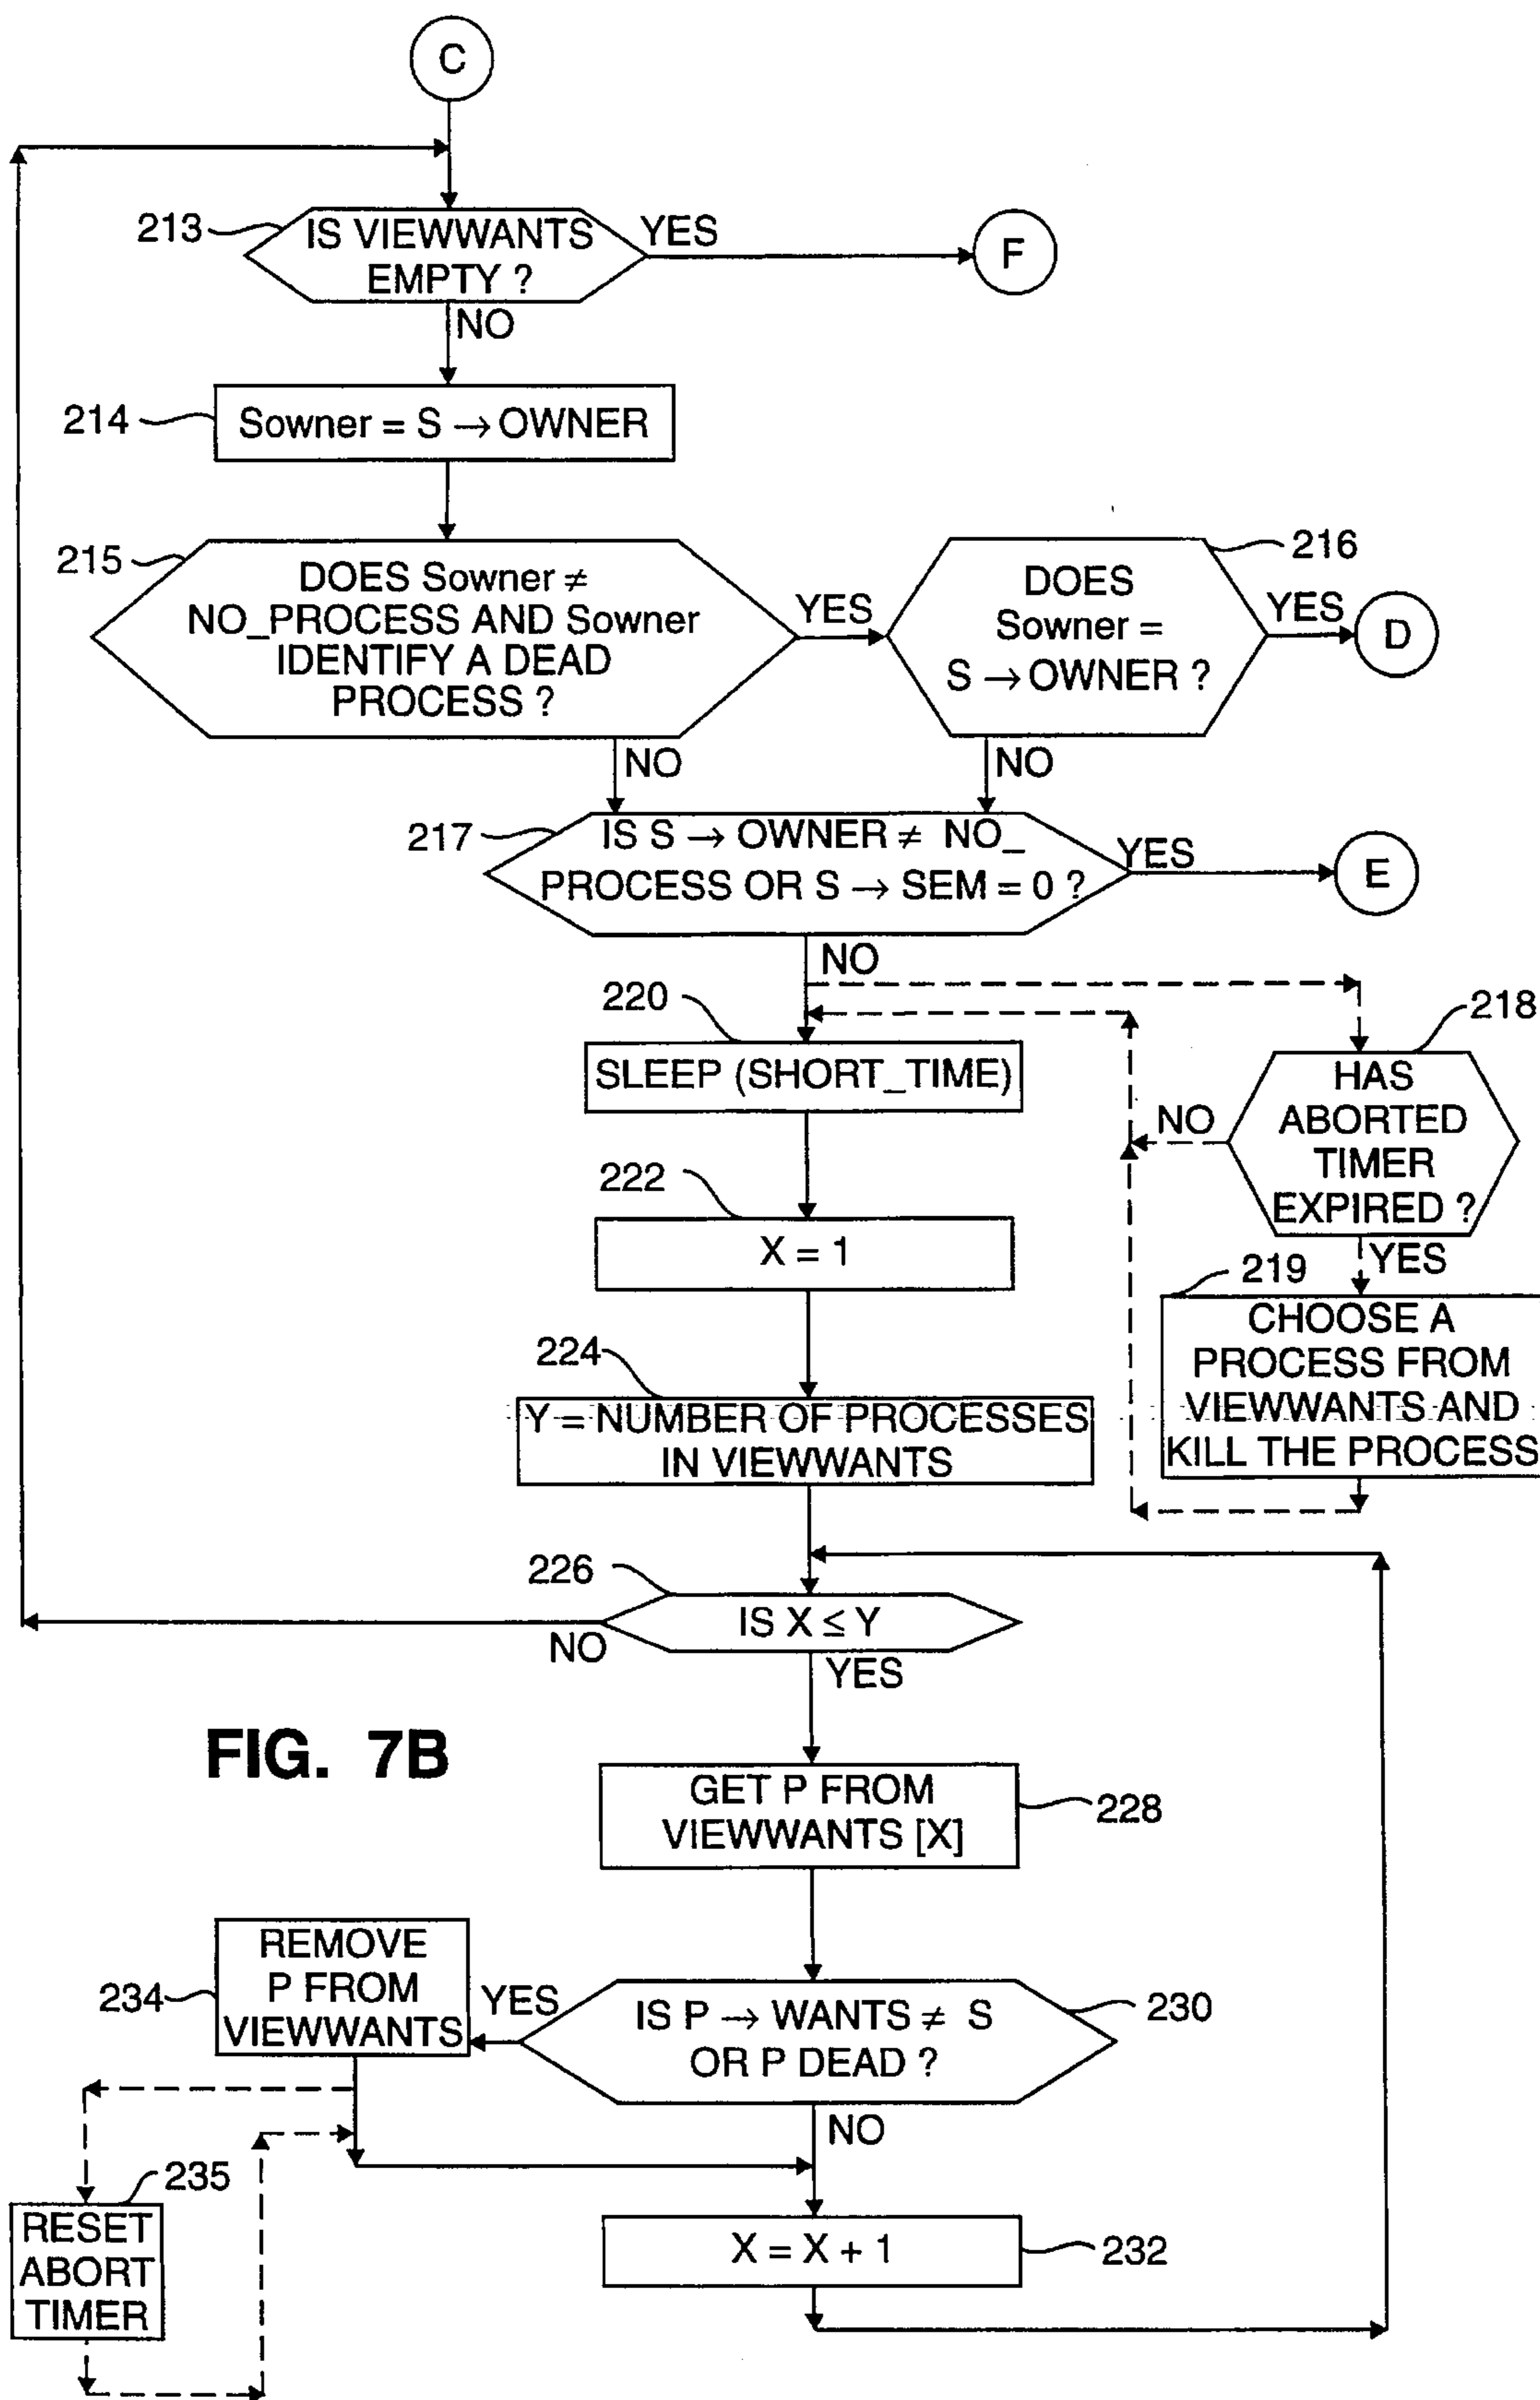 C
213
IS VIEWWANTS
EMPTY ?
YES
F
NO
214
Sowner = S → OWNER
215
DOES Sowner ≠
NO_PROCESS AND Sowner
IDENTIFY A DEAD
PROCESS ?
YES
216
DOES
Sowner =
S → OWNER ?
YES
D
NO
NO
217
IS S → OWNER ≠ NO_
PROCESS OR S → SEM = 0 ?
YES
E
NO
220
SLEEP (SHORT_TIME)
218
HAS
ABORTED
TIMER
EXPIRED ?
NO
YES
222
X = 1
219
CHOOSE A
PROCESS FROM
VIEWWANTS AND
KILL THE PROCESS
224
Y = NUMBER OF PROCESSES
IN VIEWWANTS
226
IS X ≤ Y
NO
YES
FIG. 7B
GET P FROM
VIEWWANTS [X]
228
REMOVE
P FROM
VIEWWANTS
234
YES
IS P → WANTS ≠ S
OR P DEAD ?
230
NO
235
RESET
ABORT
TIMER
X = X + 1
232